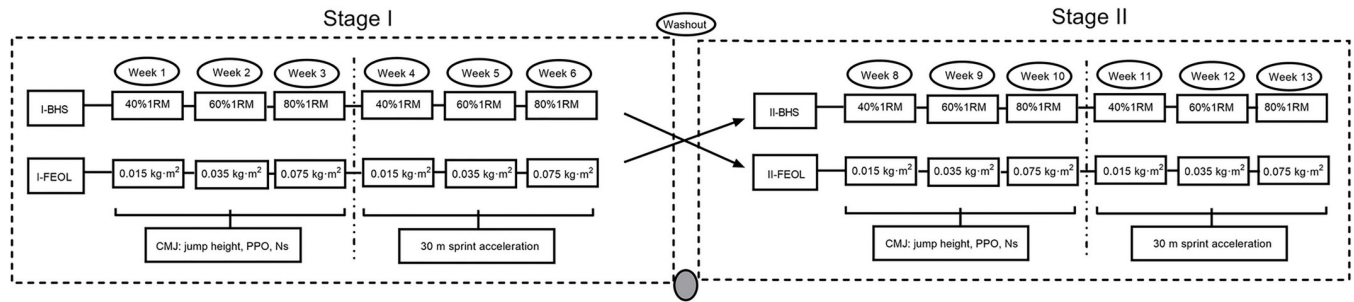 Stage I
Washout
Stage II
Week 1
Week 2
Week 3
Week 4
Week 5
Week 6
I-BHS
40%1RM
60%1RM
80%1RM
40%1RM
60%1RM
80%1RM
I-FEOL
0.015 kg·m²
0.035 kg·m²
0.075 kg·m²
0.015 kg·m²
0.035 kg·m²
0.075 kg·m²
CMJ: jump height, PPO, Ns
30 m sprint acceleration
Week 8
Week 9
Week 10
Week 11
Week 12
Week 13
II-BHS
40%1RM
60%1RM
80%1RM
40%1RM
60%1RM
80%1RM
II-FEOL
0.015 kg·m²
0.035 kg·m²
0.075 kg·m²
0.015 kg·m²
0.035 kg·m²
0.075 kg·m²
CMJ: jump height, PPO, Ns
30 m sprint acceleration